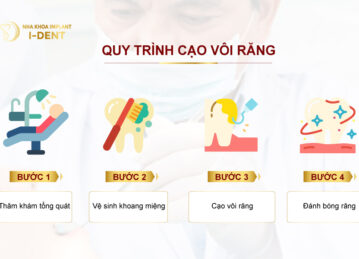 NHA KHOA IMPLANT
I-DENT
QUY TRÌNH CẠO VÔI RĂNG
BƯỚC 1
BƯỚC 2
BƯỚC 3
BƯỚC 4
Thăm khám tổng quát
Vệ sinh khoang miệng
Cạo vôi răng
Đánh bóng răng